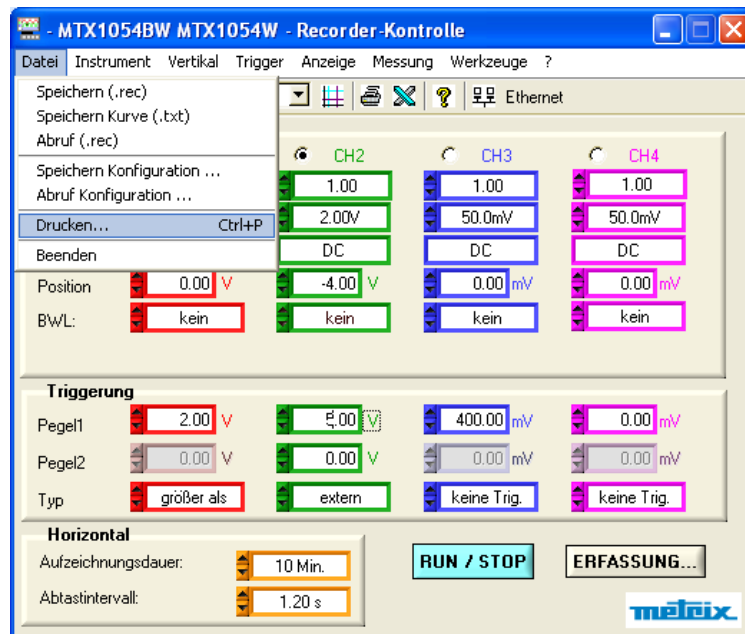 - MTX1054BW MTX1054W - Recorder-Kontrolle
Datei Instrument Vertikal Trigger Anzeige Messung Werkzeuge ?
Ethernet
Speichern (.rec)
Speichern Kurve (.txt)
Abruf (.rec)
Speichern Konfiguration ...
Abruf Konfiguration ...
Drucken... Ctrl+P
Beenden
CH2 CH3 CH4
1.00 1.00 1.00
2.00V 50.0mV 50.0mV
DC DC DC
Position 0.00 V -4.00 V 0.00 mV 0.00 mV
BWL: kein kein kein kein
Triggerung
Pegel1 2.00 V .00 V 400.00 mV 0.00 mV
Pegel2 0.00 V 0.00 V 0.00 mV 0.00 mV
Typ größer als extern keine Trig. keine Trig.
Horizontal
Aufzeichnungsdauer: 10 Min.
Abtastintervall: 1.20 s
RUN / STOP ERFASSUNG...
metrix